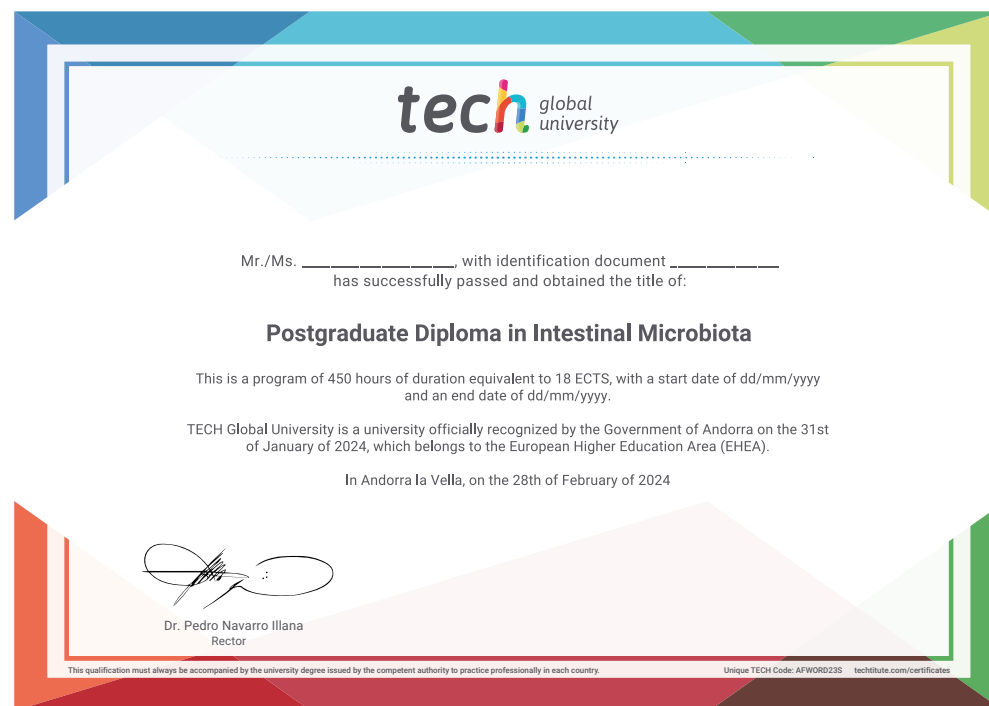 tech global
university
Mr./Ms. ________________, with identification document ____________
has successfully passed and obtained the title of:
Postgraduate Diploma in Intestinal Microbiota
This is a program of 450 hours of duration equivalent to 18 ECTS, with a start date of dd/mm/yyyy
and an end date of dd/mm/yyyy.
TECH Global University is a university officially recognized by the Government of Andorra on the 31st
of January of 2024, which belongs to the European Higher Education Area (EHEA).
In Andorra la Vella, on the 28th of February of 2024
Dr. Pedro Navarro Illana
Rector
This qualification must always be accompanied by the university degree issued by the competent authority to practice professionally in each country. Unique TECH Code: AFWORD23S techtitute.com/certificates